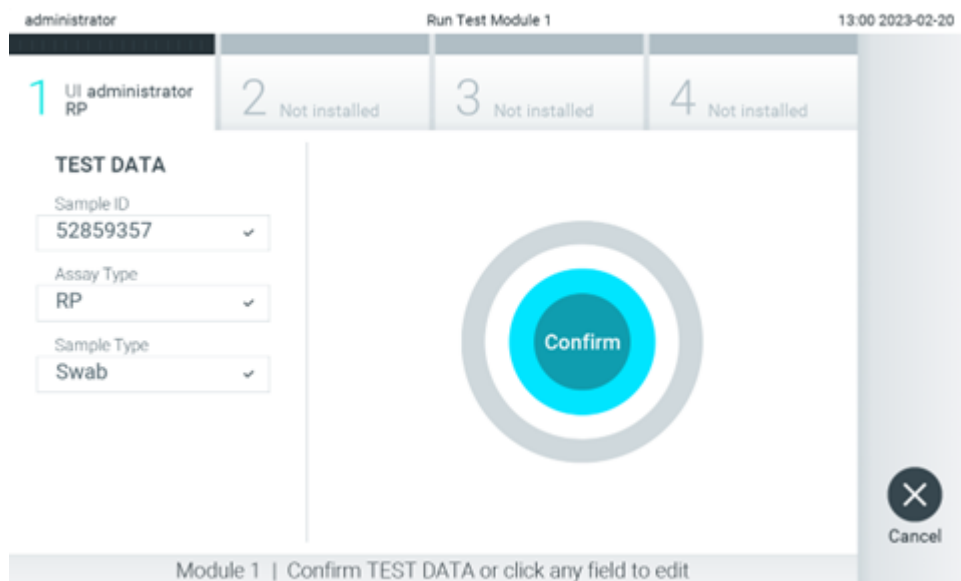 administrator Run Test Module 1 13:00 2023-02-20
1 UI administrator RP
2 Not installed
3 Not installed
4 Not installed
TEST DATA
Sample ID
52859357
Assay Type
RP
Sample Type
Swab
Confirm
Cancel
Module 1 | Confirm TEST DATA or click any field to edit